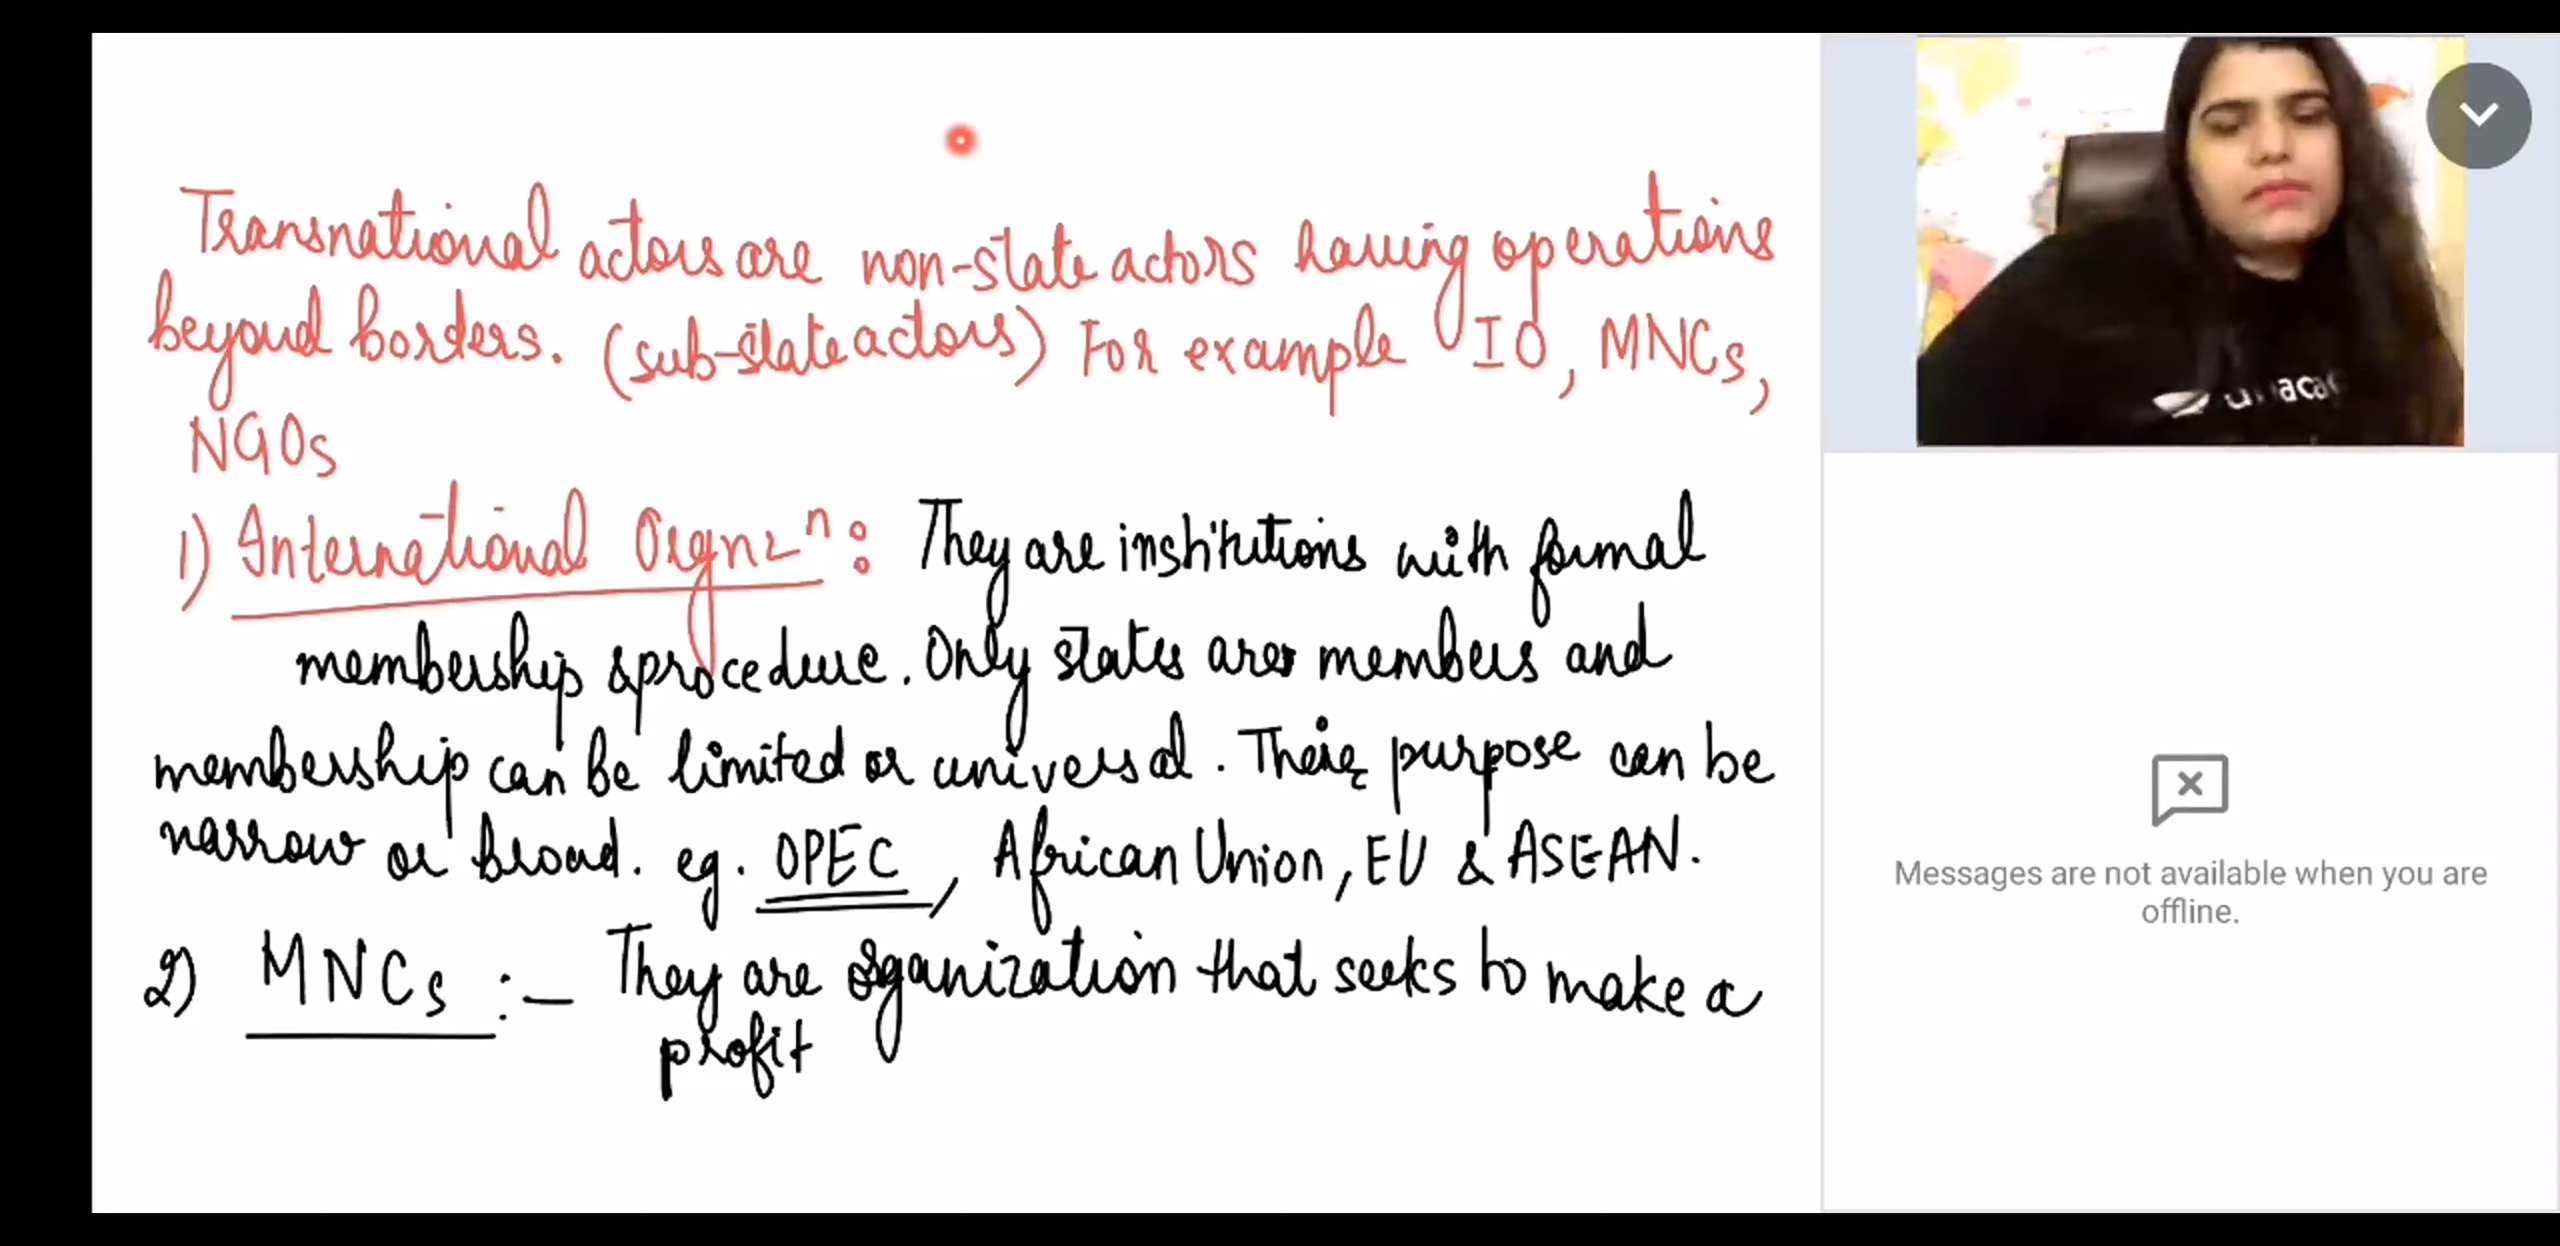 Transnational actors are non-state actors having operations
beyond borders. (sub-state actors) For example IO, MNCs,
NGOs
1) International Orgnzⁿ: They are institutions with formal
membership & procedure. Only states are members and
membership can be limited or universal. Their purpose can be
narrow or broad. eg. OPEC, African Union, EU & ASEAN.
2) MNCs :- They are organization that seeks to make a
profit
Messages are not available when you are
offline.